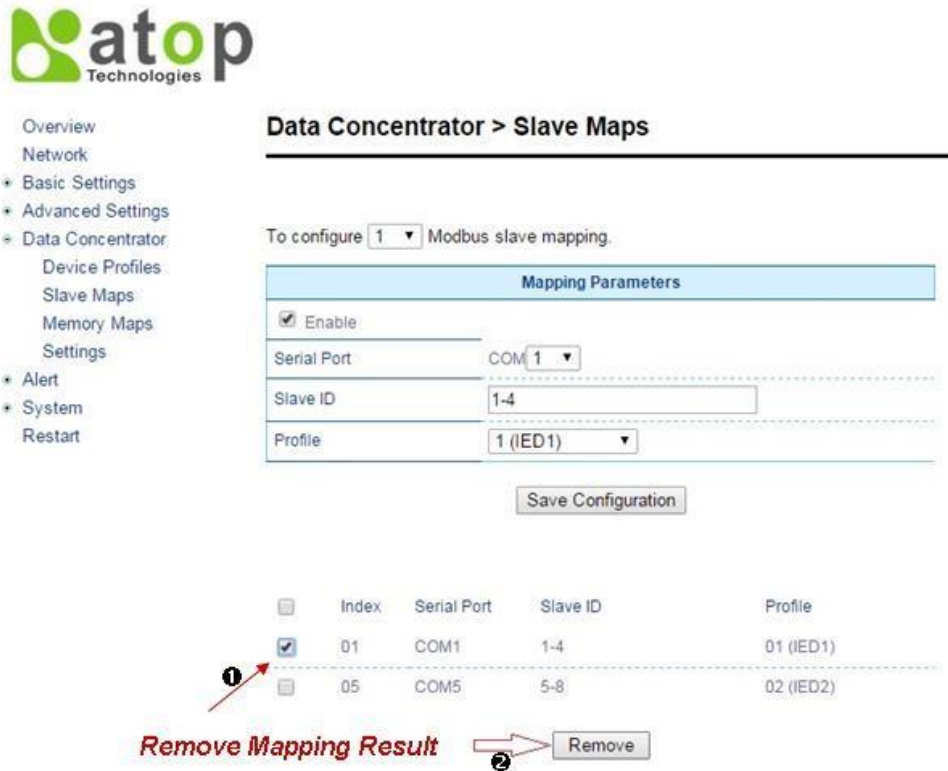 atop
Technologies
Overview
Network
Basic Settings
Advanced Settings
Data Concentrator
Device Profiles
Slave Maps
Memory Maps
Settings
Alert
System
Restart
Data Concentrator > Slave Maps
To configure 1 Modbus slave mapping.
Mapping Parameters
Enable
Serial Port COM 1
Slave ID 1-4
Profile 1 (IED1)
Save Configuration
Index Serial Port Slave ID Profile
01 COM1 1-4 01 (IED1)
05 COM5 5-8 02 (IED2)
❶
Remove Mapping Result Remove
❷